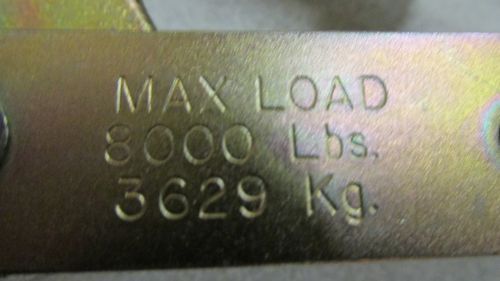 MAX LOAD
8000 Lbs.
3629 Kg.